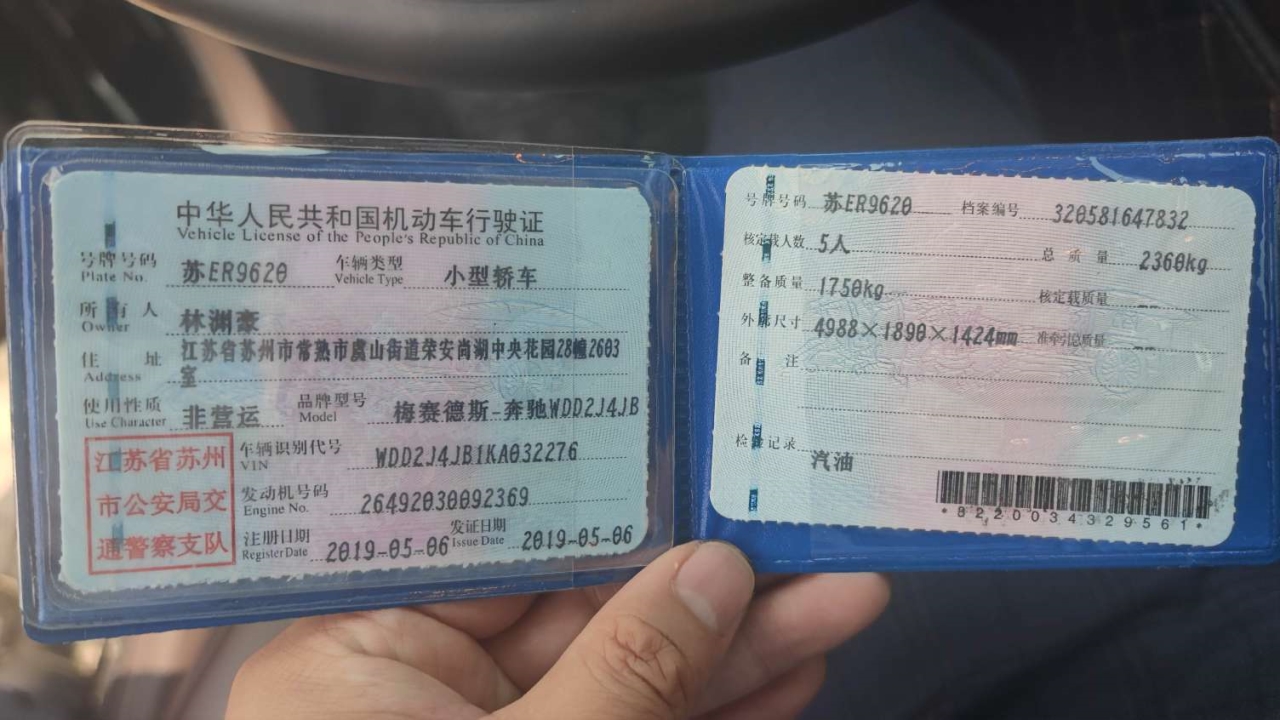 中华人民共和国机动车行驶证
Vehicle License of the People's Republic of China
号牌号码 苏ER9620 车辆类型 小型轿车
Plate No. Vehicle Type
所有人 林渊豪
Owner
住址 江苏省苏州市常熟市虞山街道荣安尚湖中央花园28幢2603
室
Address
使用性质 非营运 品牌型号 梅赛德斯-奔驰WDD2J4JB
Use Character Model
江苏省苏州
市公安局交
通警察支队
车辆识别代号 WDD2J4JB1KA032276
VIN
发动机号码 26492030092369
Engine No.
注册日期 2019-05-06 发证日期 2019-05-06
Register Date Issue Date
号牌号码 苏ER9620 档案编号 320581647832
核定载人数 5人 总质量 2360kg
整备质量 1750kg 核定载质量 --
外廓尺寸 4988×1890×1424mm 准牵引总质量 --
备注
检验记录 汽油
*8220034329561*